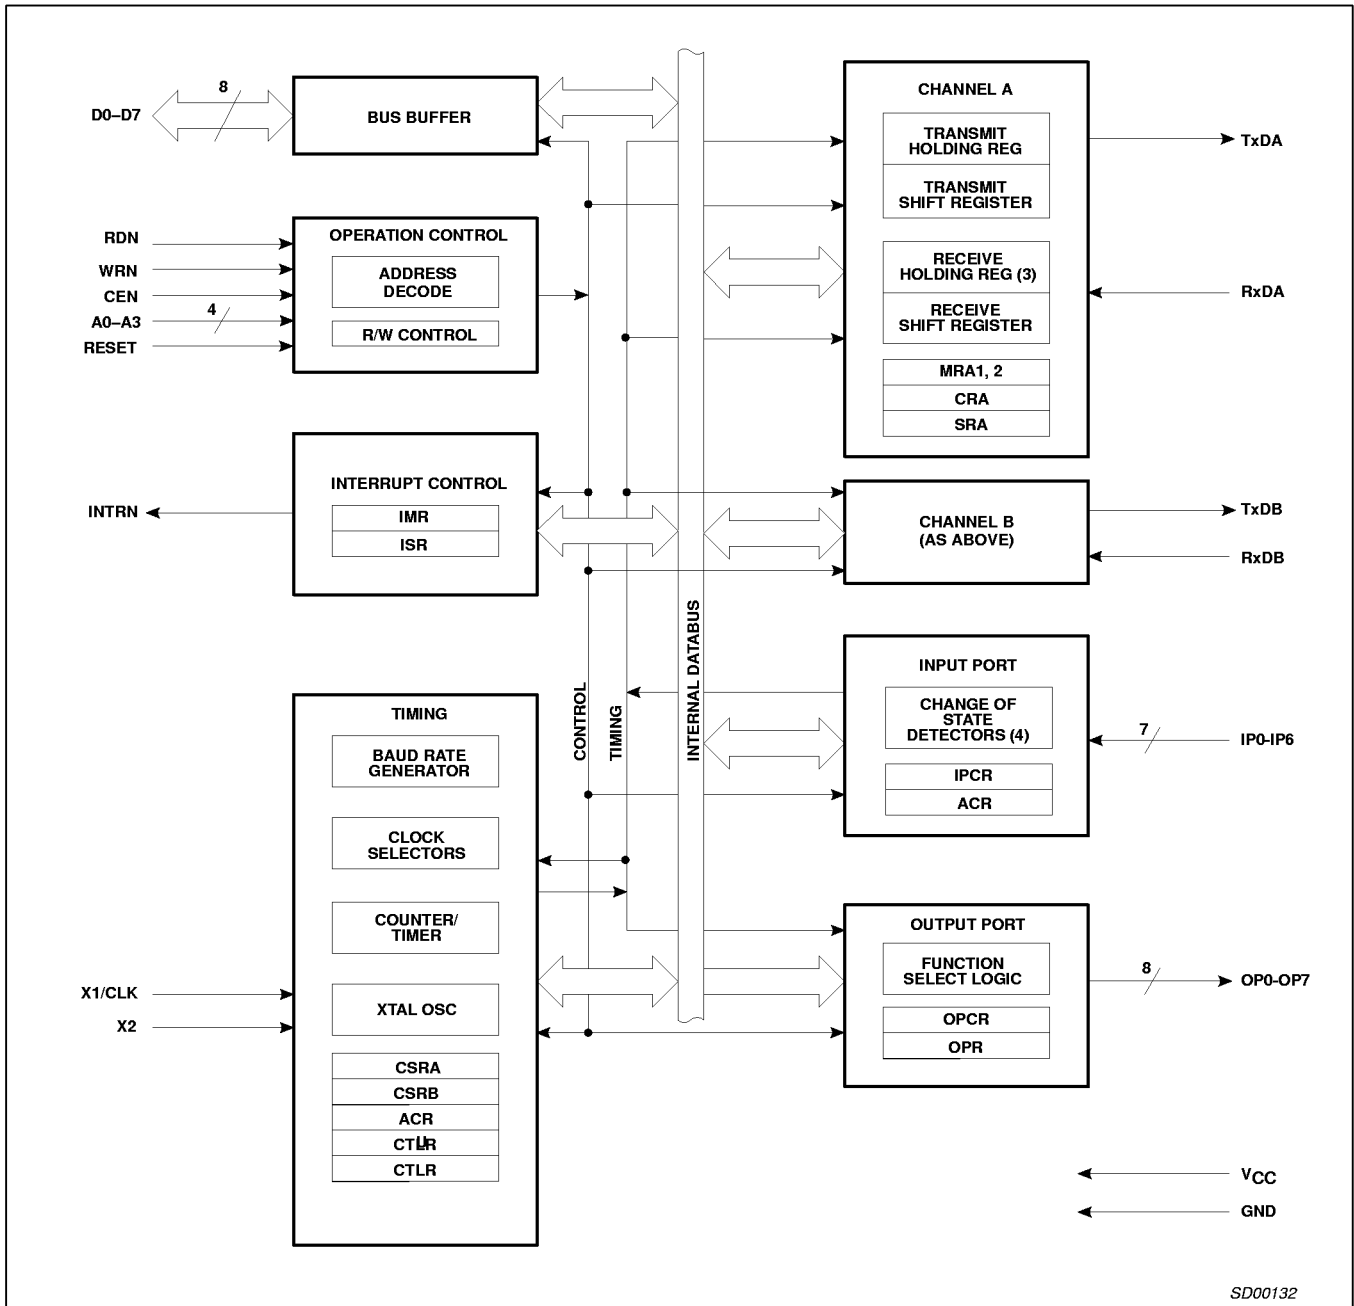 D0–D7
8
BUS BUFFER
RDN
WRN
CEN
A0–A3
4
RESET
OPERATION CONTROL
ADDRESS
DECODE
R/W CONTROL
INTRN
INTERRUPT CONTROL
IMR
ISR
TIMING
BAUD RATE
GENERATOR
CLOCK
SELECTORS
COUNTER/
TIMER
X1/CLK
X2
XTAL OSC
CSRA
CSRB
ACR
CTLR
CONTROL
TIMING
INTERNAL DATABUS
CHANNEL A
TRANSMIT
HOLDING REG
TRANSMIT
SHIFT REGISTER
RECEIVE
HOLDING REG (3)
RECEIVE
SHIFT REGISTER
MRA1, 2
CRA
SRA
TxDA
RxDA
CHANNEL B
(AS ABOVE)
TxDB
RxDB
INPUT PORT
CHANGE OF
STATE
DETECTORS (4)
IPCR
ACR
7
IP0-IP6
OUTPUT PORT
FUNCTION
SELECT LOGIC
OPCR
OPR
8
OP0-OP7
VCC
GND
SD00132